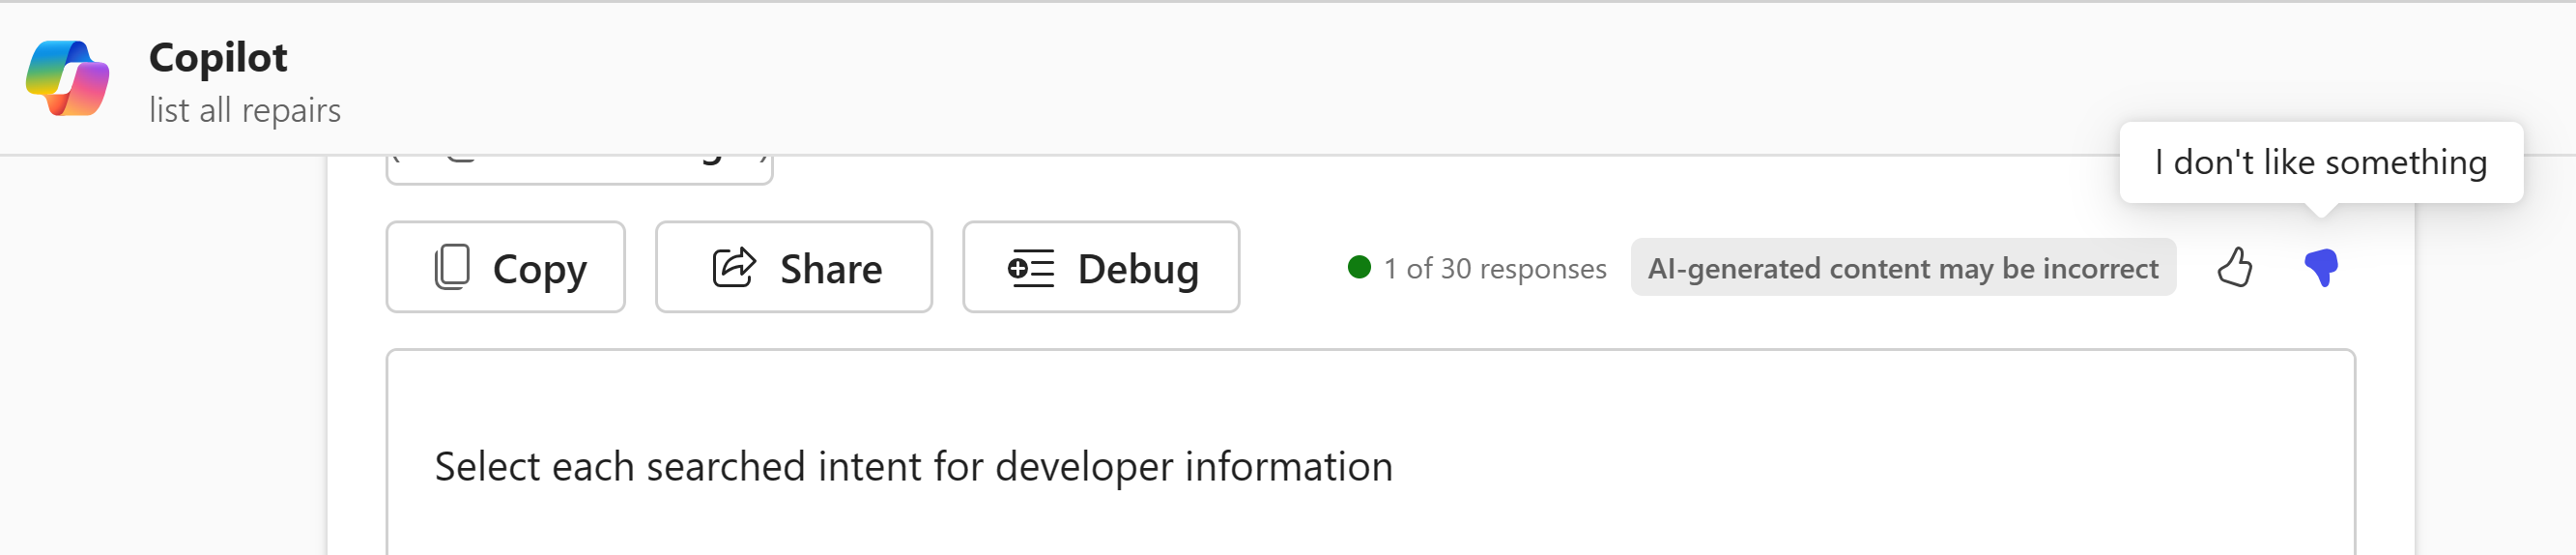 Copilot
list all repairs
I don't like something
Copy
Share
Debug
1 of 30 responses
AI-generated content may be incorrect
Select each searched intent for developer information